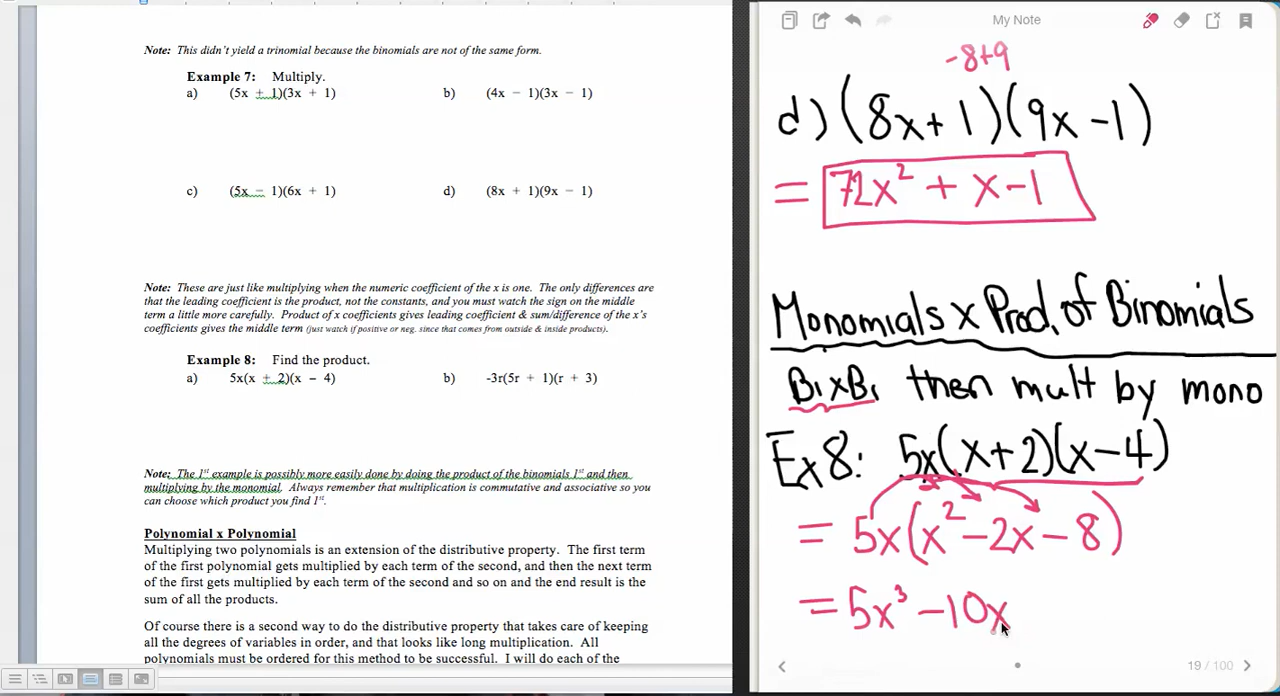 Note: This didn't yield a trinomial because the binomials are not of the same form.
Example 7: Multiply.
a) (5x + 1)(3x + 1) b) (4x − 1)(3x − 1)
c) (5x − 1)(6x + 1) d) (8x + 1)(9x − 1)
Note: These are just like multiplying when the numeric coefficient of the x is one. The only differences are
that the leading coefficient is the product, not the constants, and you must watch the sign on the middle
term a little more carefully. Product of x coefficients gives leading coefficient & sum/difference of the x's
coefficients gives the middle term (just watch if positive or neg. since that comes from outside & inside products).
Example 8: Find the product.
a) 5x(x + 2)(x − 4) b) -3r(5r + 1)(r + 3)
Note: The 1st example is possibly more easily done by doing the product of the binomials 1st and then
multiplying by the monomial. Always remember that multiplication is commutative and associative so you
can choose which product you find 1st.
Polynomial x Polynomial
Multiplying two polynomials is an extension of the distributive property. The first term
of the first polynomial gets multiplied by each term of the second, and then the next term
of the first gets multiplied by each term of the second and so on and the end result is the
sum of all the products.
Of course there is a second way to do the distributive property that takes care of keeping
all the degrees of variables in order, and that looks like long multiplication. All
polynomials must be ordered for this method to be successful. I will do each of the
My Note
-8+9
d) (8x+1)(9x-1)
= 72x² + x-1
Monomials x Prod. of Binomials
Bi x Bi then mult by mono
Ex 8: 5x(x+2)(x-4)
= 5x(x² -2x-8)
= 5x³ -10x
19 / 100